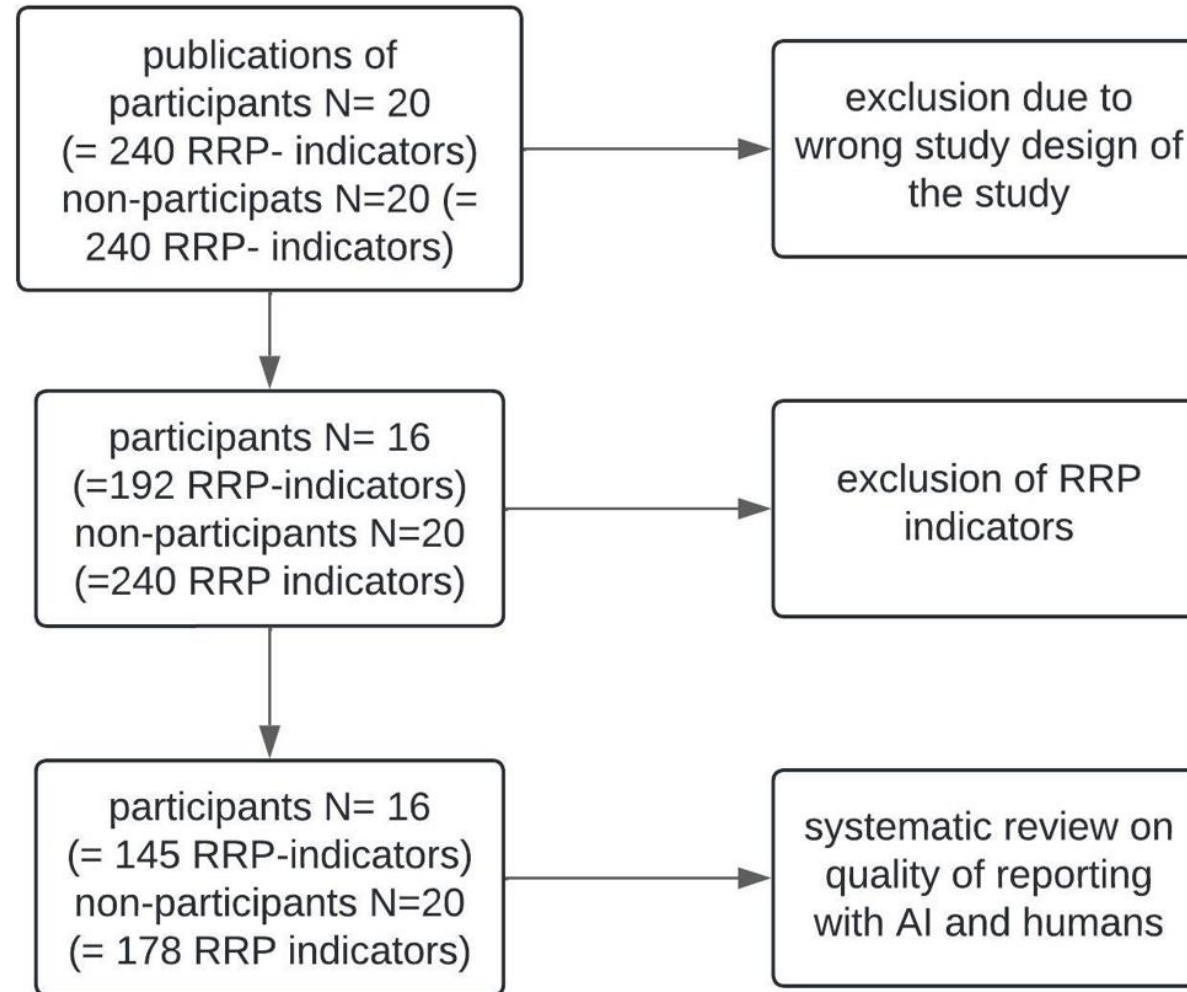 publications of
participants N= 20
(= 240 RRP- indicators)
non-participats N=20 (=
240 RRP- indicators)
exclusion due to
wrong study design of
the study
participants N= 16
(=192 RRP-indicators)
non-participants N=20
(=240 RRP indicators)
exclusion of RRP
indicators
participants N= 16
(= 145 RRP-indicators)
non-participants N=20
(= 178 RRP indicators)
systematic review on
quality of reporting
with AI and humans